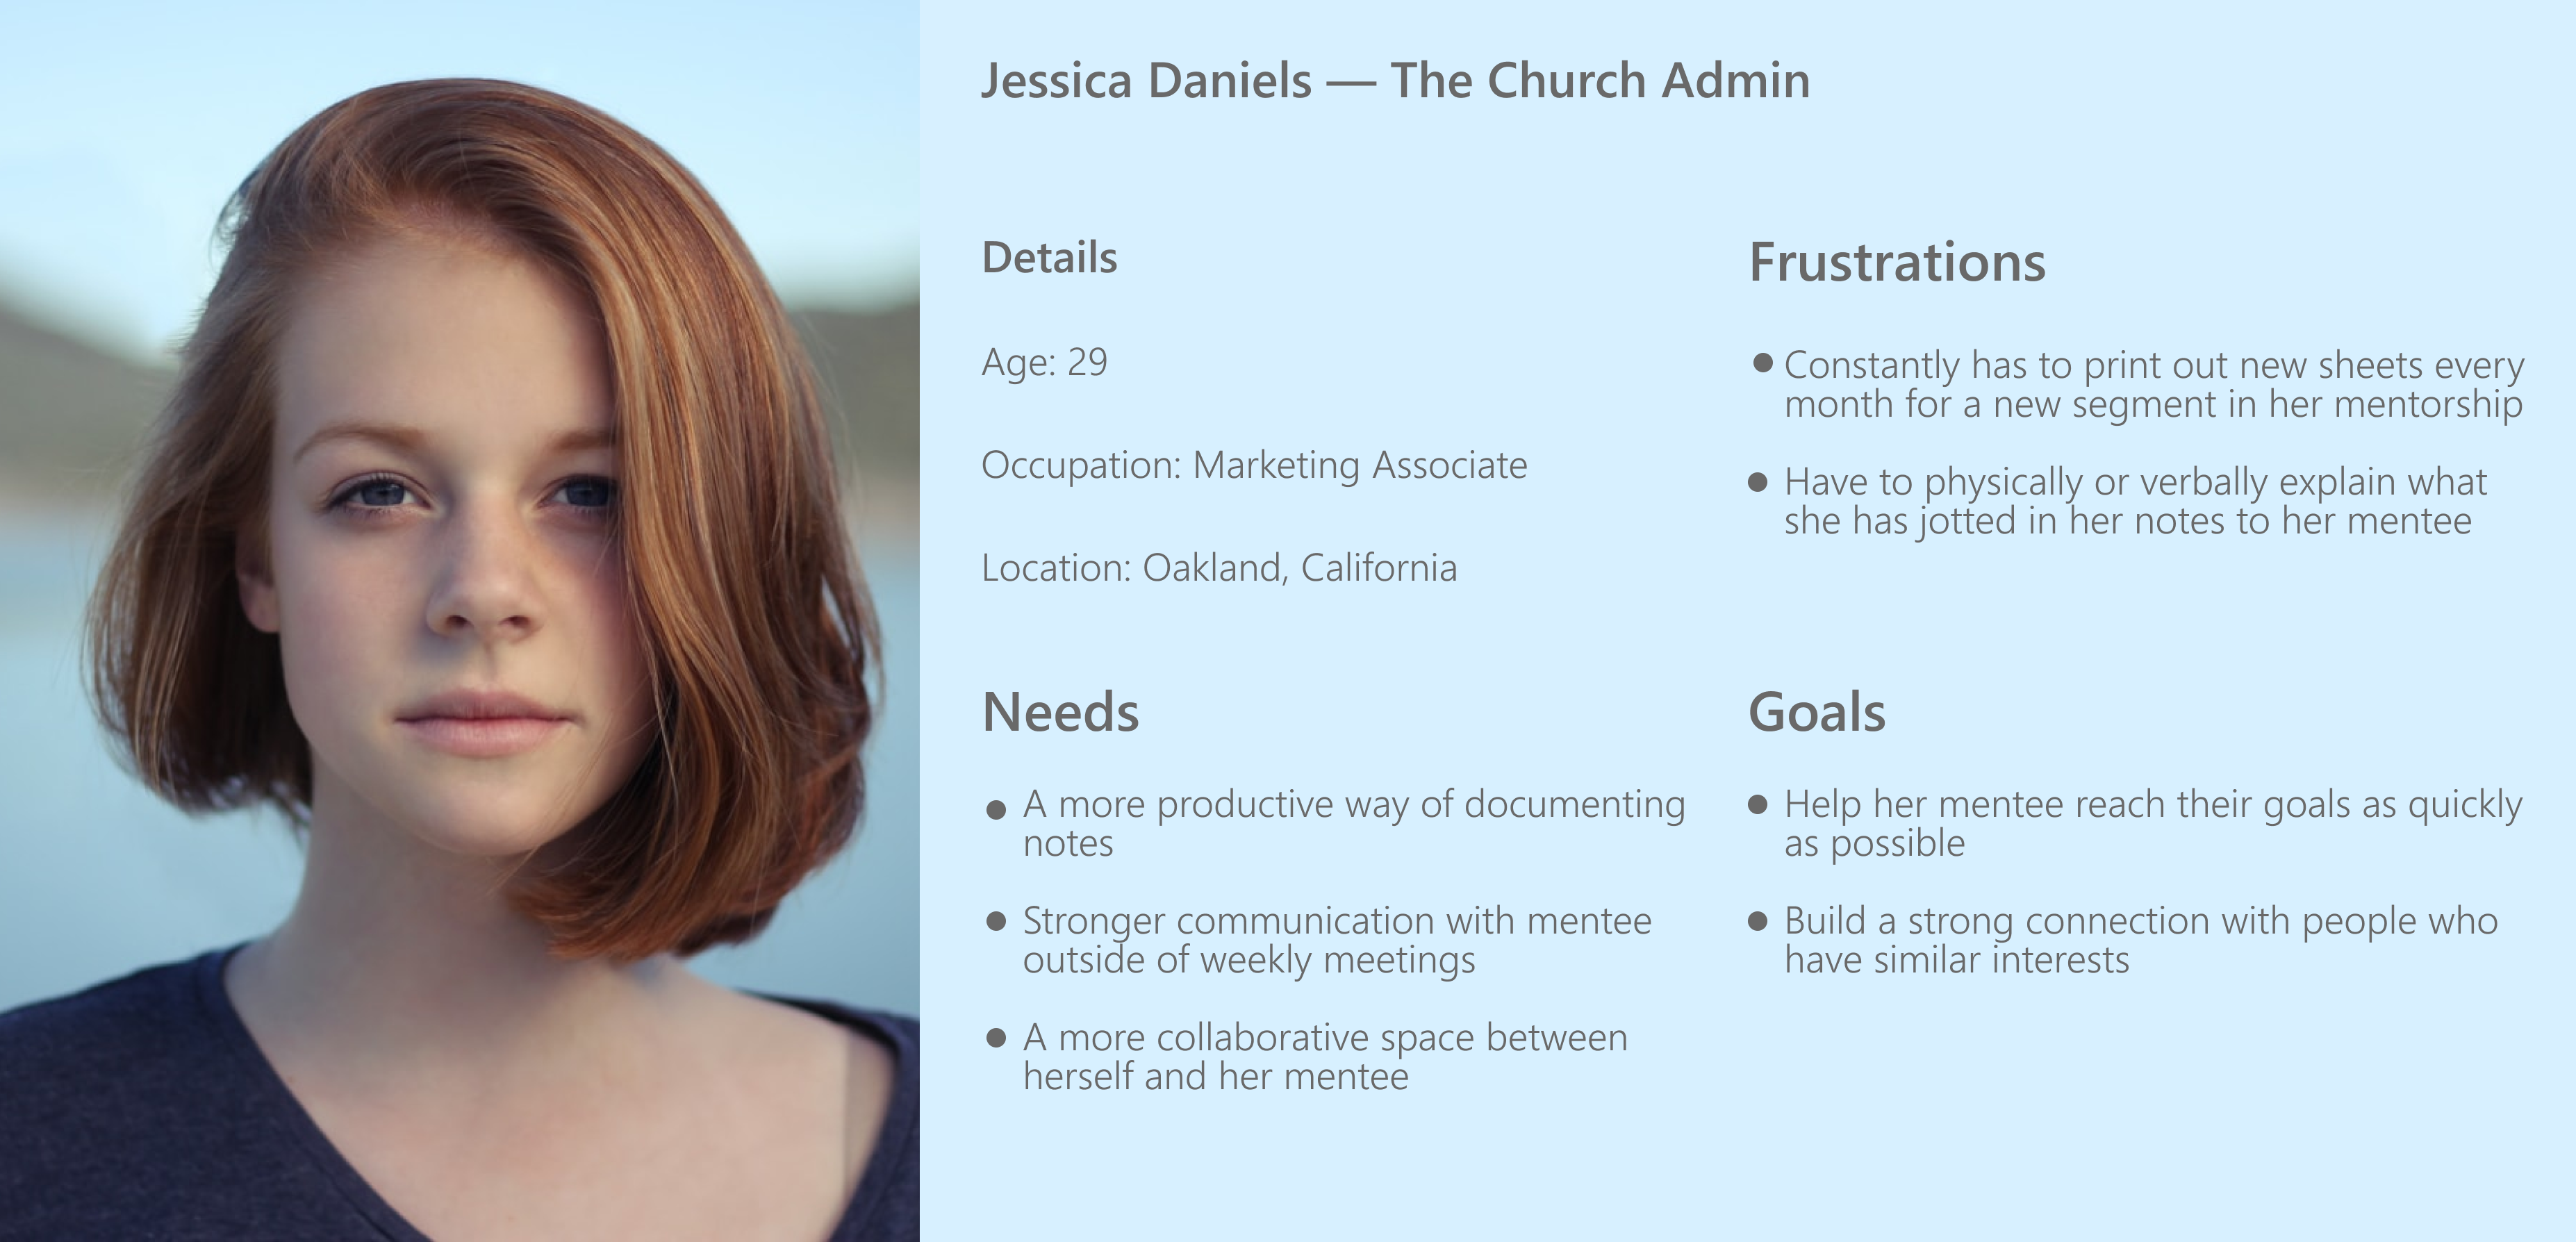 Jessica Daniels — The Church Admin
Details
Age: 29
Occupation: Marketing Associate
Location: Oakland, California
Frustrations
● Constantly has to print out new sheets every
month for a new segment in her mentorship
● Have to physically or verbally explain what
she has jotted in her notes to her mentee
Needs
● A more productive way of documenting
notes
● Stronger communication with mentee
outside of weekly meetings
● A more collaborative space between
herself and her mentee
Goals
● Help her mentee reach their goals as quickly
as possible
● Build a strong connection with people who
have similar interests